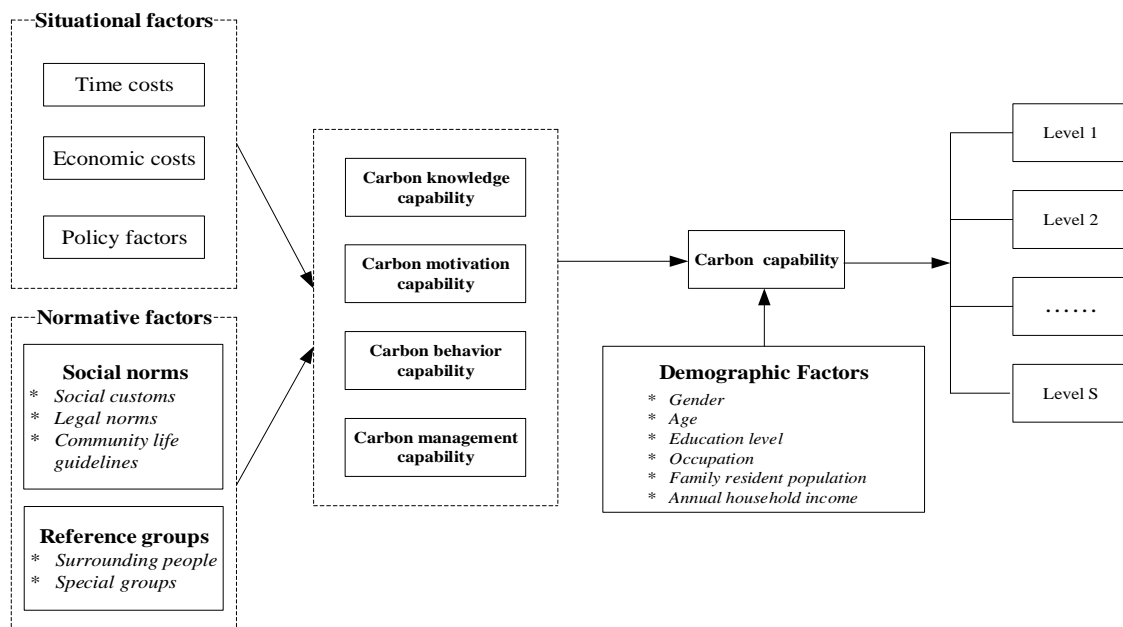 Situational factors
Time costs
Economic costs
Policy factors
Normative factors
Social norms
* Social customs
* Legal norms
* Community life
guidelines
Reference groups
* Surrounding people
* Special groups
Carbon knowledge
capability
Carbon motivation
capability
Carbon behavior
capability
Carbon management
capability
Carbon capability
Demographic Factors
* Gender
* Age
* Education level
* Occupation
* Family resident population
* Annual household income
Level 1
Level 2
······
Level S